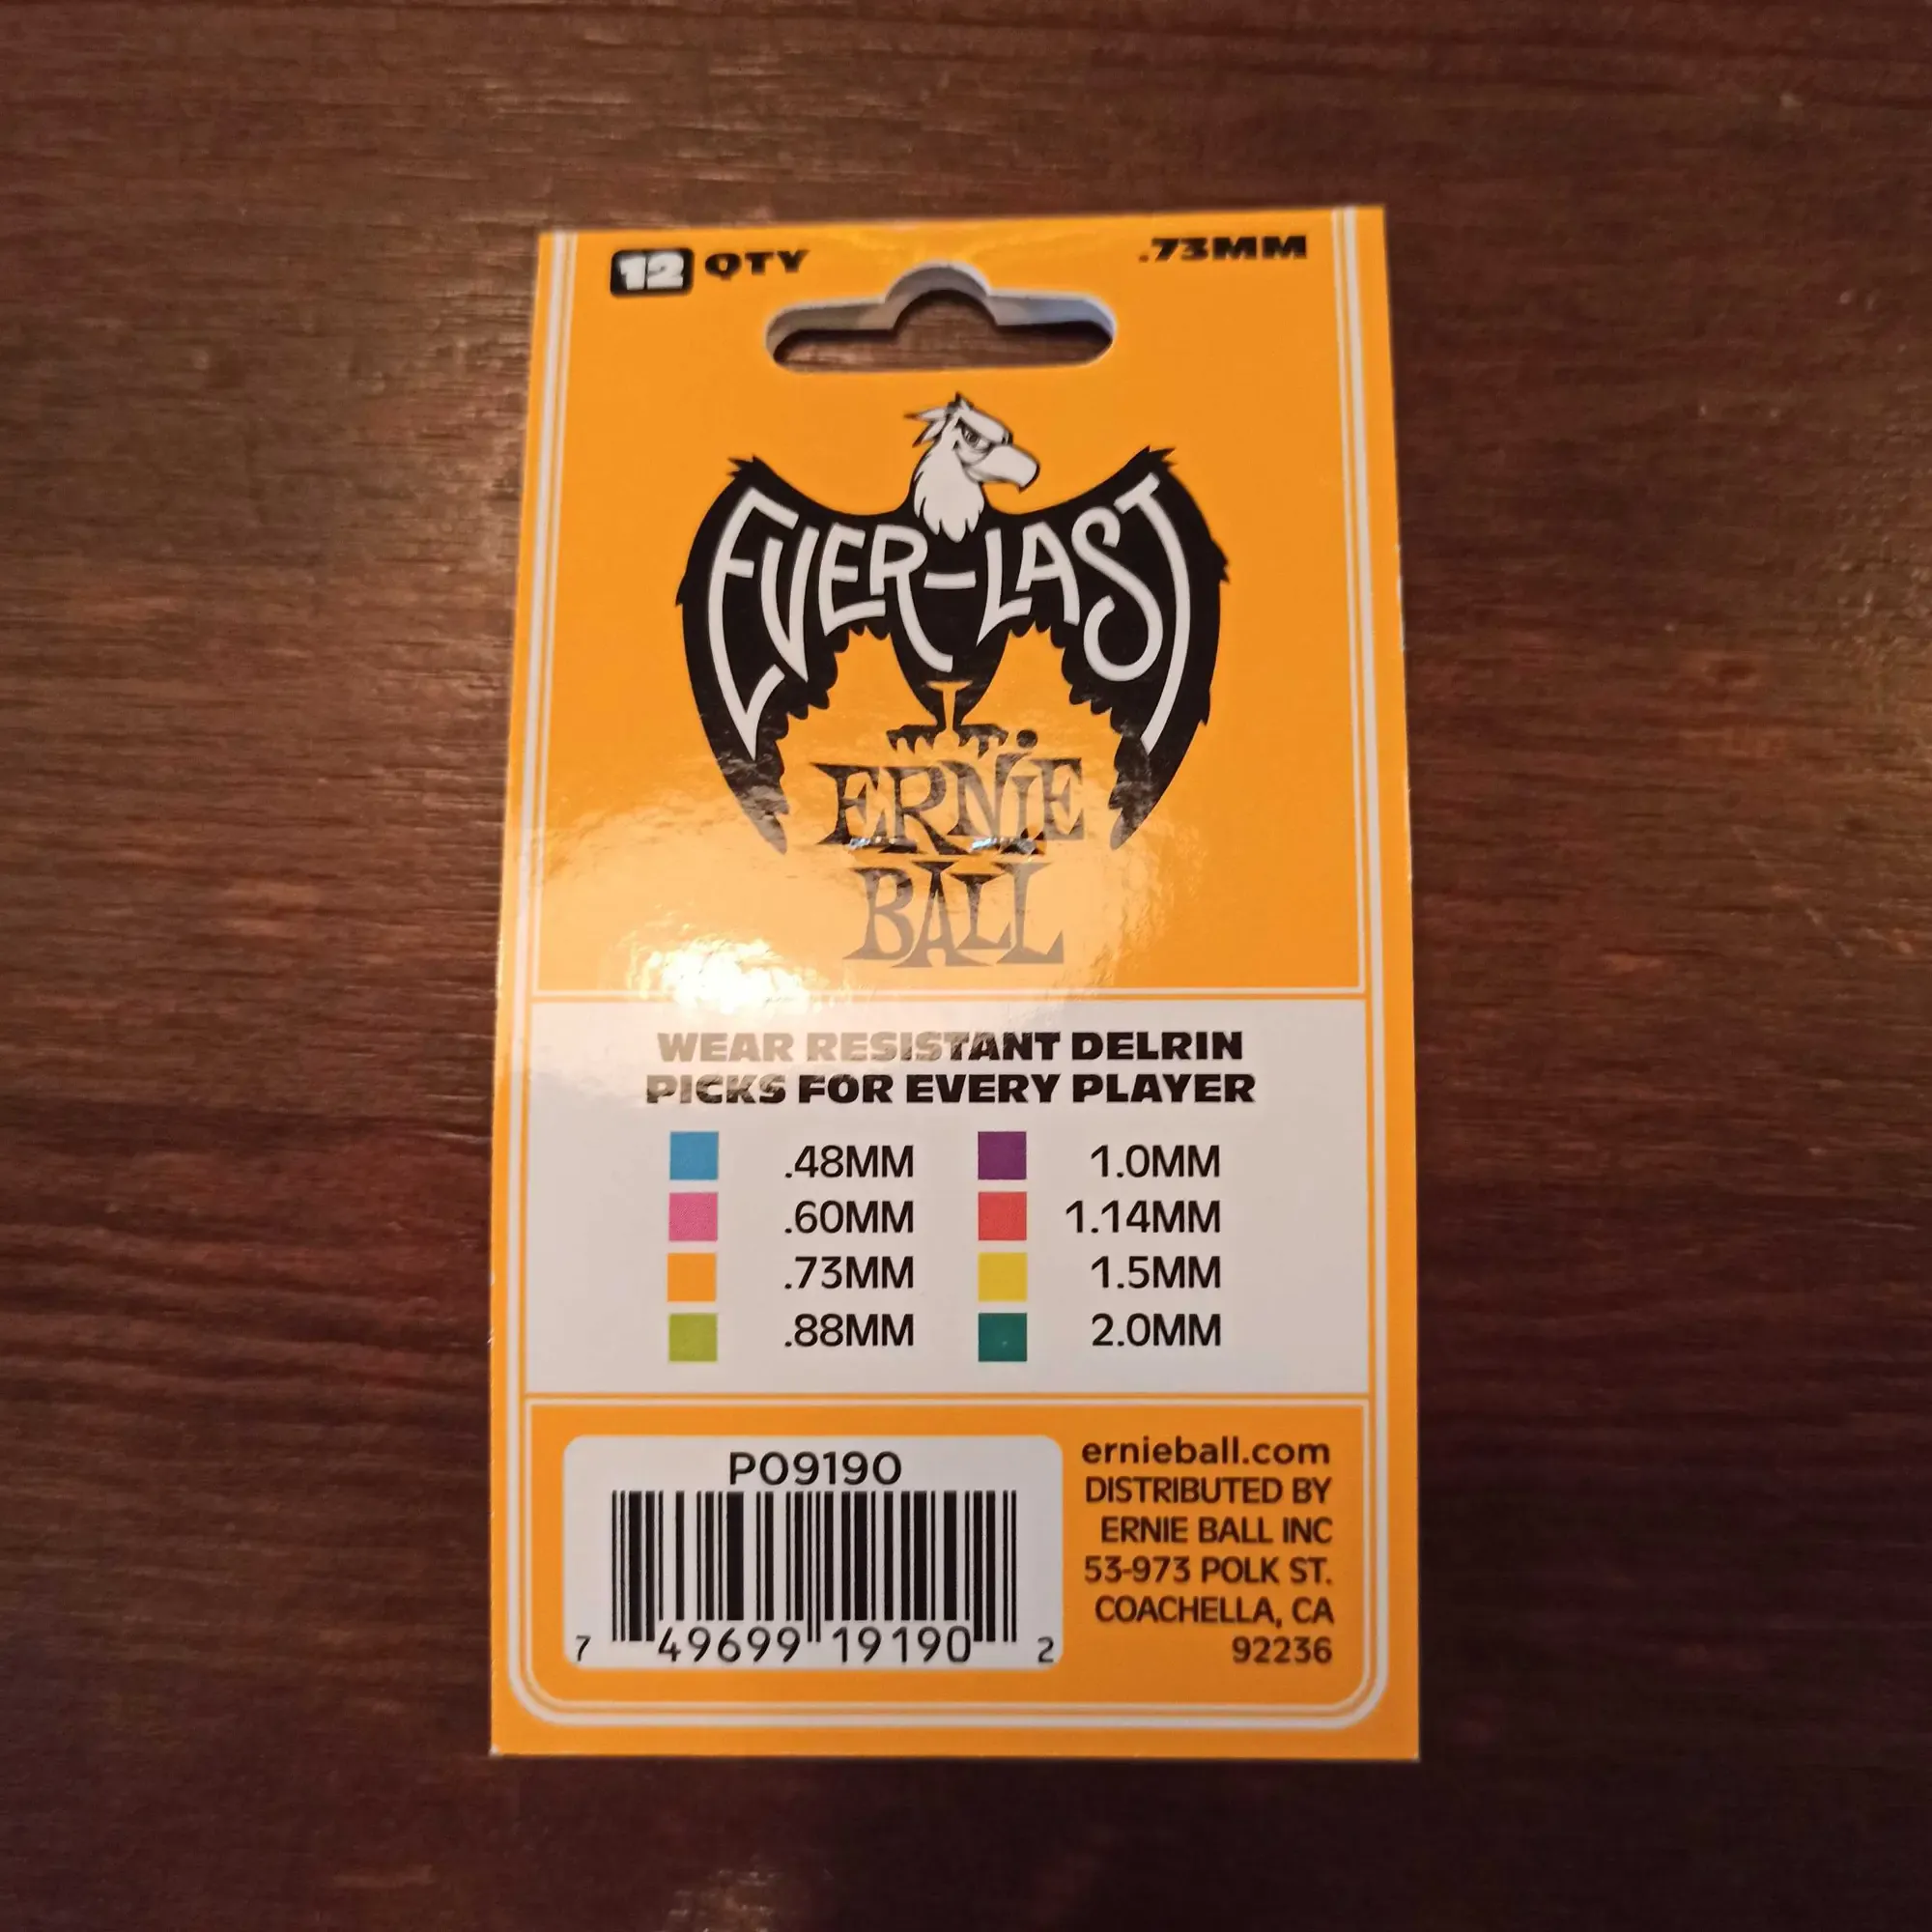 12 QTY .73MM
EVER-LAST
ERNiE
BALL
WEAR RESISTANT DELRIN
PICKS FOR EVERY PLAYER
.48MM 1.0MM
.60MM 1.14MM
.73MM 1.5MM
.88MM 2.0MM
P09190
7 49699 19190 2
ernieball.com
DISTRIBUTED BY
ERNIE BALL INC
53-973 POLK ST.
COACHELLA, CA
92236